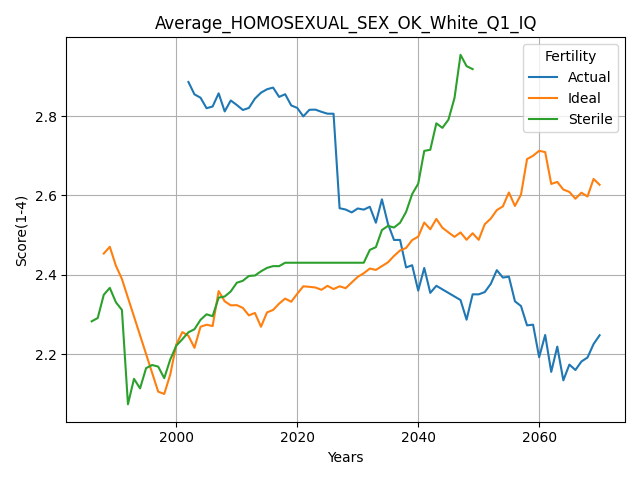 Average_HOMOSEXUAL_SEX_OK_White_Q1_IQ
Fertility
Actual
Ideal
Sterile
Score(1-4)
2.8
2.6
2.4
2.2
2000
2020
2040
2060
Years